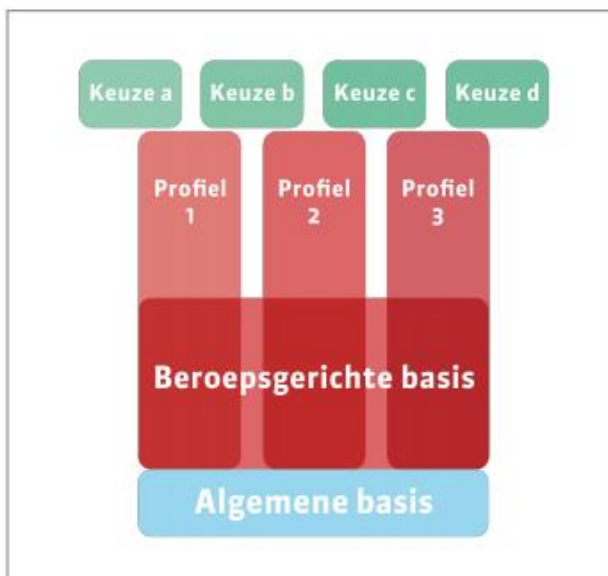 Keuze a Keuze b Keuze c Keuze d
Profiel Profiel Profiel
1 2 3
Beroepsgerichte basis
Algemene basis